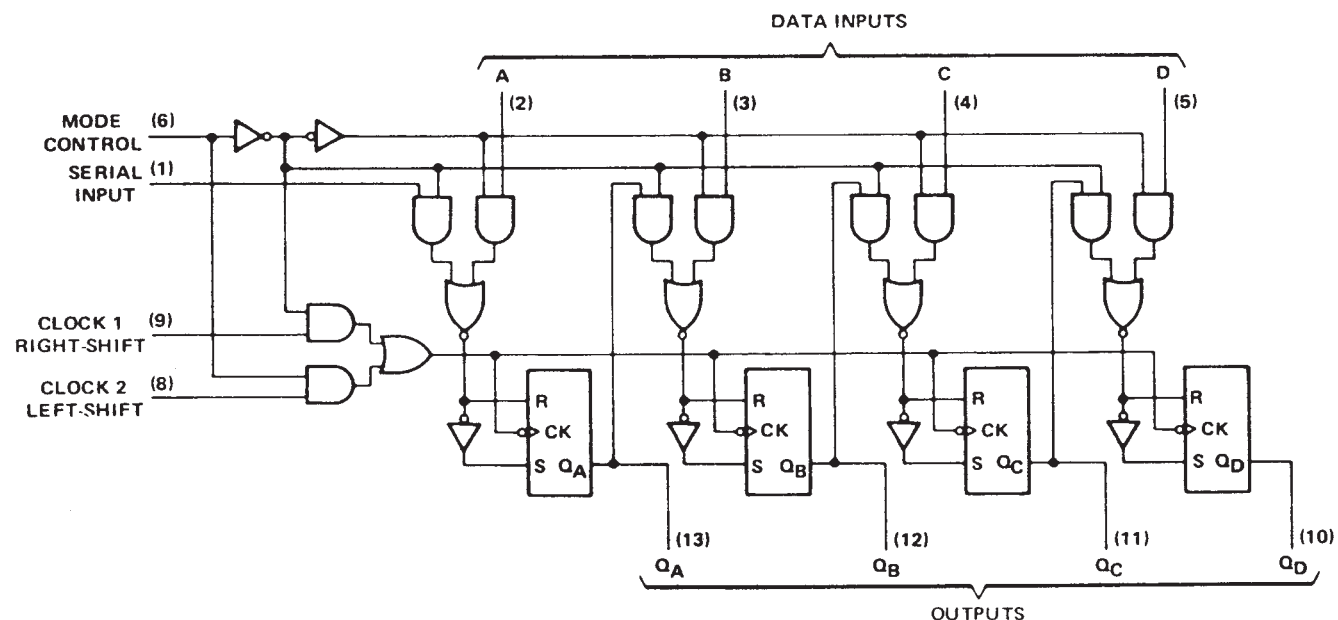 DATA INPUTS
A B C D
(2) (3) (4) (5)
MODE CONTROL (6)
SERIAL INPUT (1)
CLOCK 1 RIGHT-SHIFT (9)
CLOCK 2 LEFT-SHIFT (8)
R R R R
CK CK CK CK
S QA S QB S QC S QD
(13) (12) (11) (10)
QA QB QC QD
OUTPUTS